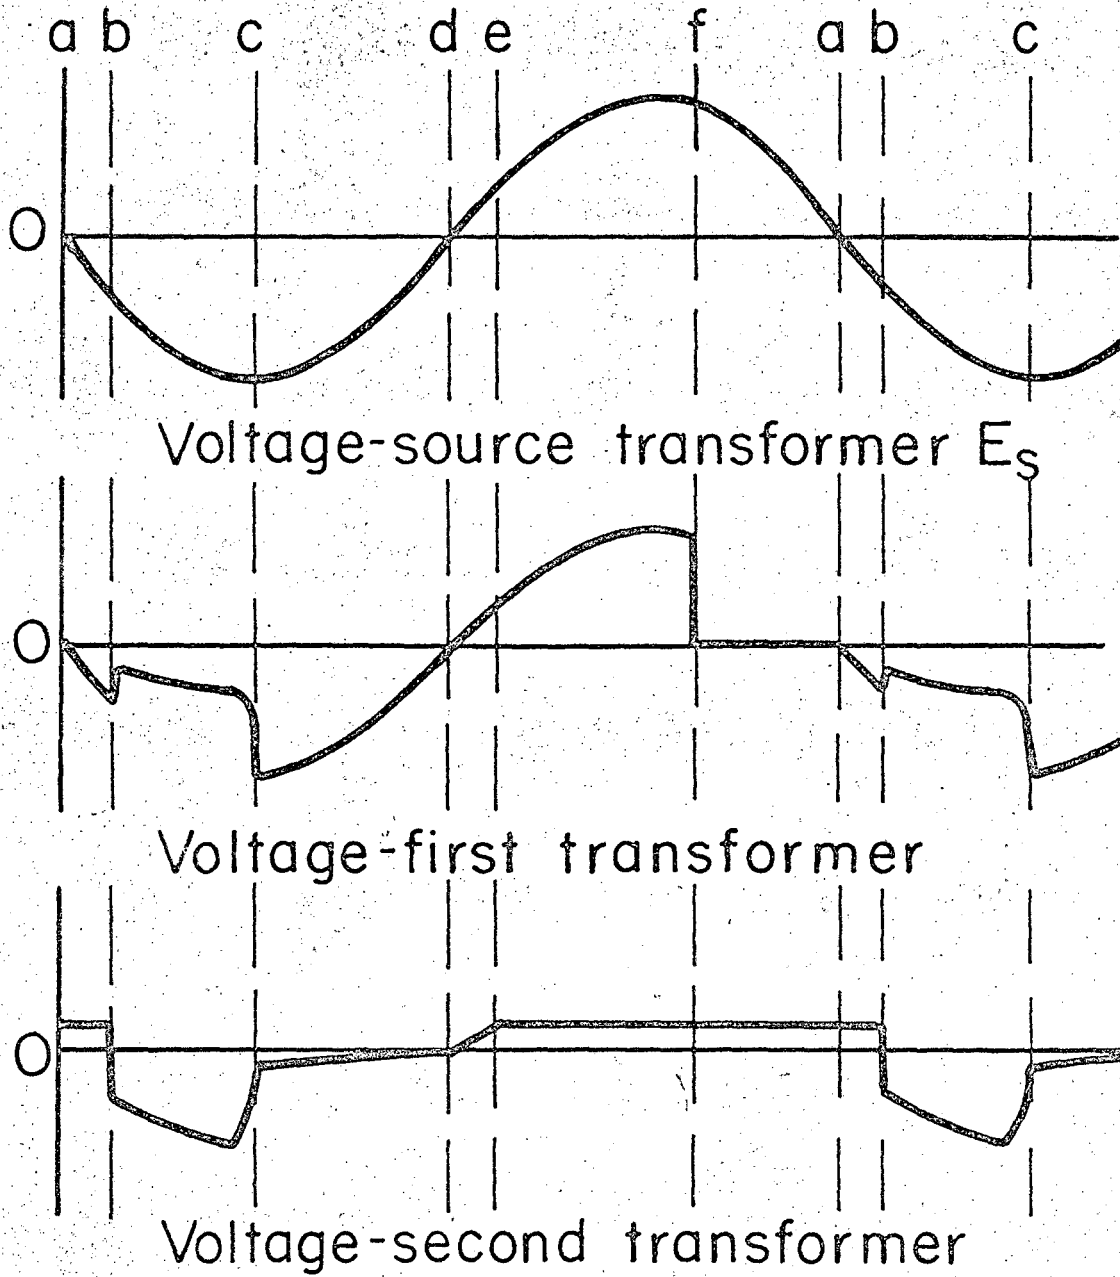 a b c d e f a b c
O
Voltage-source transformer Es
O
Voltage-first transformer
O
Voltage-second transformer